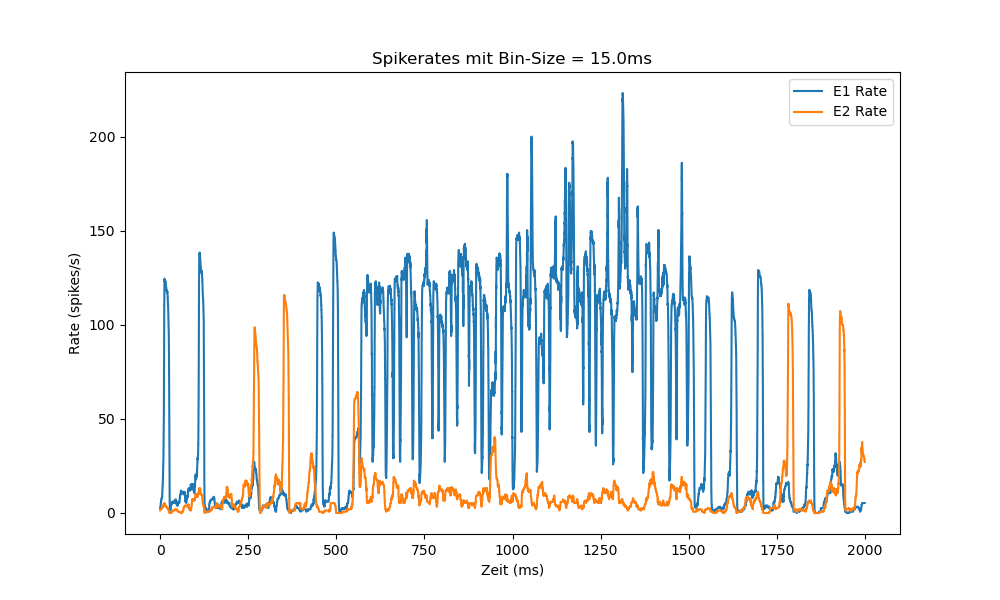 Spikerates mit Bin-Size = 15.0ms
E1 Rate
E2 Rate
200
150
100
50
0
Rate (spikes/s)
0 250 500 750 1000 1250 1500 1750 2000
Zeit (ms)